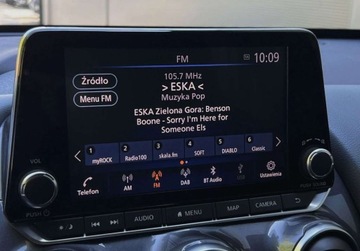 FM
10:09
Źródło
Menu FM
105.7 MHz
> ESKA <
Muzyka Pop
ESKA Zielona Gora: Benson
Boone - Sorry I'm Here for
Someone Els
1 2 3 4 5 6
myROCK Radio100 skala.fm SOFT DIABLO Classic
Telefon AM FM DAB BT Audio Ustawienia
VOL
PUSH
AUDIO MENU MAP CAMERA